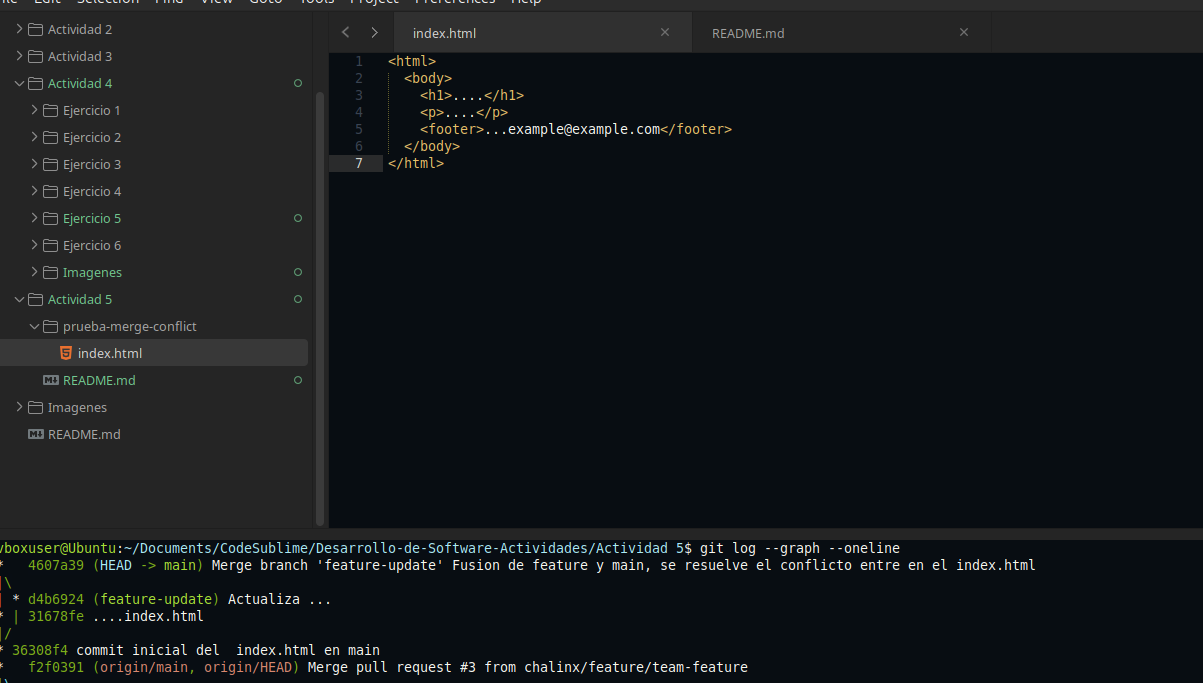 Edit Selection Find View Goto Tools Project Preferences Help
Actividad 2
Actividad 3
Actividad 4
Ejercicio 1
Ejercicio 2
Ejercicio 3
Ejercicio 4
Ejercicio 5
Ejercicio 6
Imagenes
Actividad 5
prueba-merge-conflict
index.html
README.md
Imagenes
README.md
index.html README.md
1 <html>
2 <body>
3 <h1>....</h1>
4 <p>....</p>
5 <footer>...example@example.com</footer>
6 </body>
7 </html>
vboxuser@Ubuntu:~/Documents/CodeSublime/Desarrollo-de-Software-Actividades/Actividad 5$ git log --graph --oneline
*   4607a39 (HEAD -> main) Merge branch 'feature-update' Fusion de feature y main, se resuelve el conflicto entre en el index.html
|\
| * d4b6924 (feature-update) Actualiza ...
* | 31678fe ....index.html
|/
* 36308f4 commit inicial del  index.html en main
*   f2f0391 (origin/main, origin/HEAD) Merge pull request #3 from chalinx/feature/team-feature